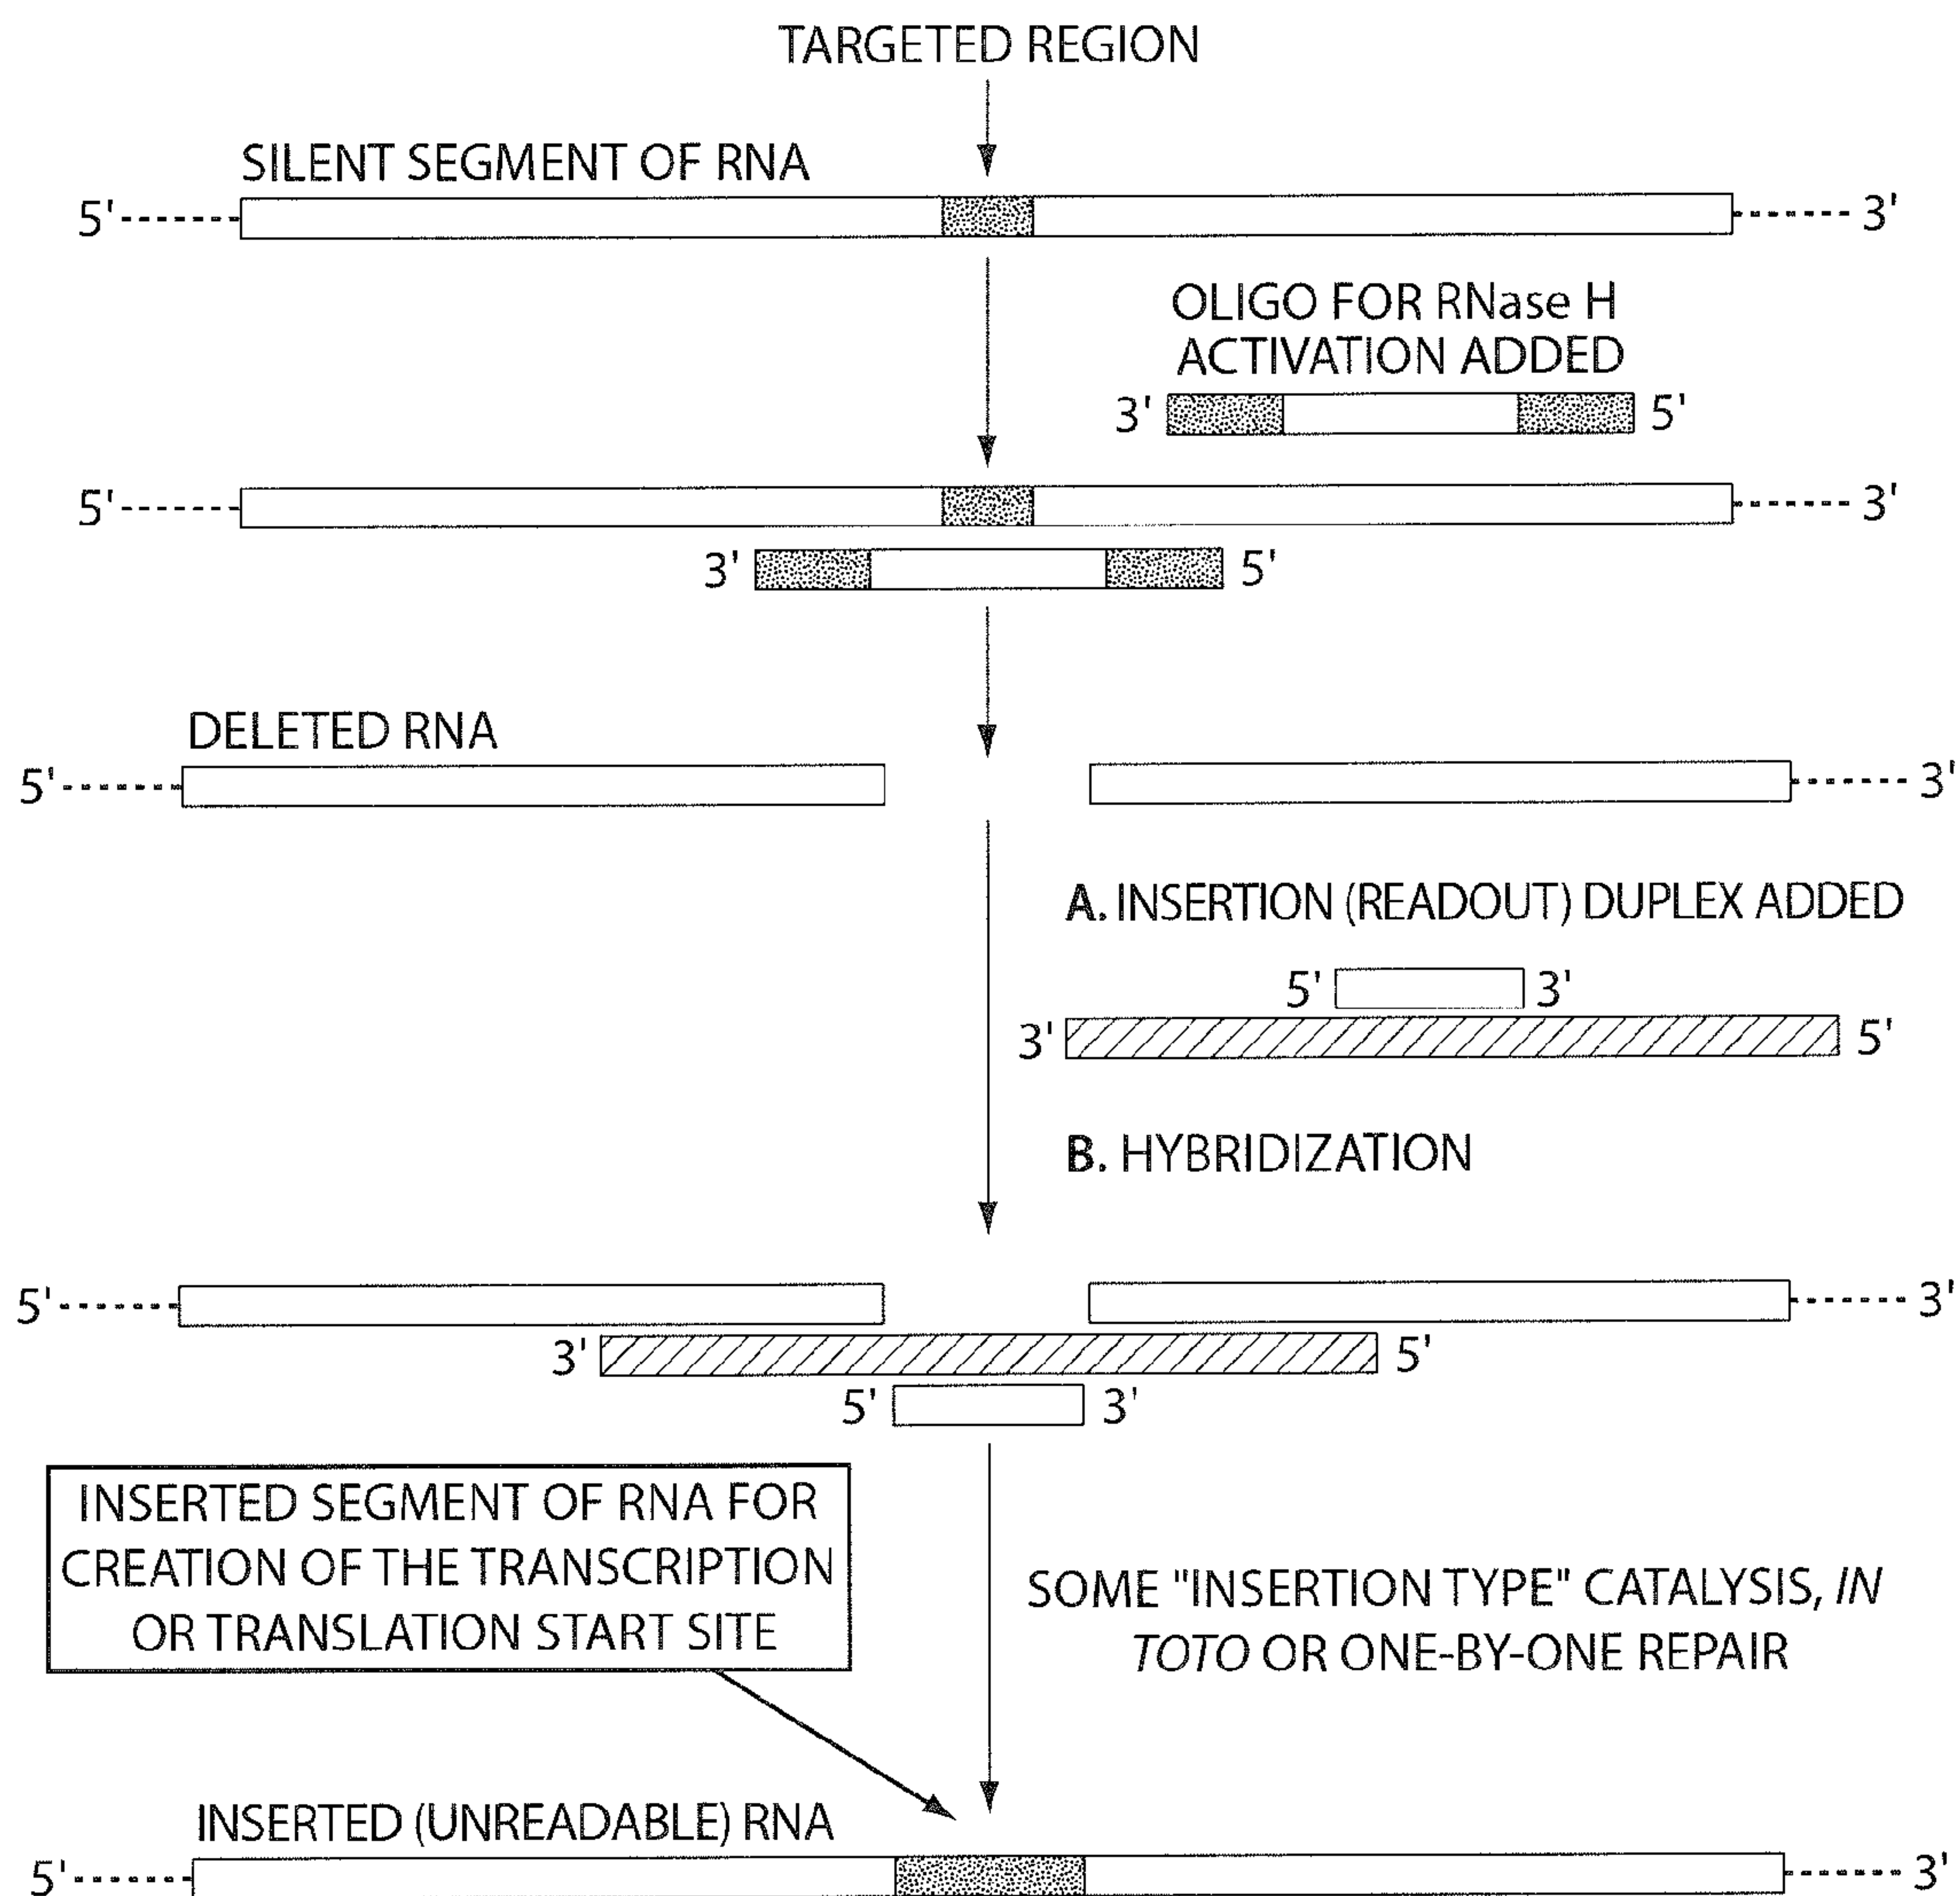 TARGETED REGION
SILENT SEGMENT OF RNA
5' 3'
OLIGO FOR RNase H
ACTIVATION ADDED
3' 5'
5' 3'
3' 5'
DELETED RNA
5' 3'
A. INSERTION (READOUT) DUPLEX ADDED
5' 3'
3' 5'
B. HYBRIDIZATION
5' 3'
3' 5'
5' 3'
INSERTED SEGMENT OF RNA FOR
CREATION OF THE TRANSCRIPTION
OR TRANSLATION START SITE
SOME "INSERTION TYPE" CATALYSIS, IN
TOTO OR ONE-BY-ONE REPAIR
INSERTED (UNREADABLE) RNA
5' 3'